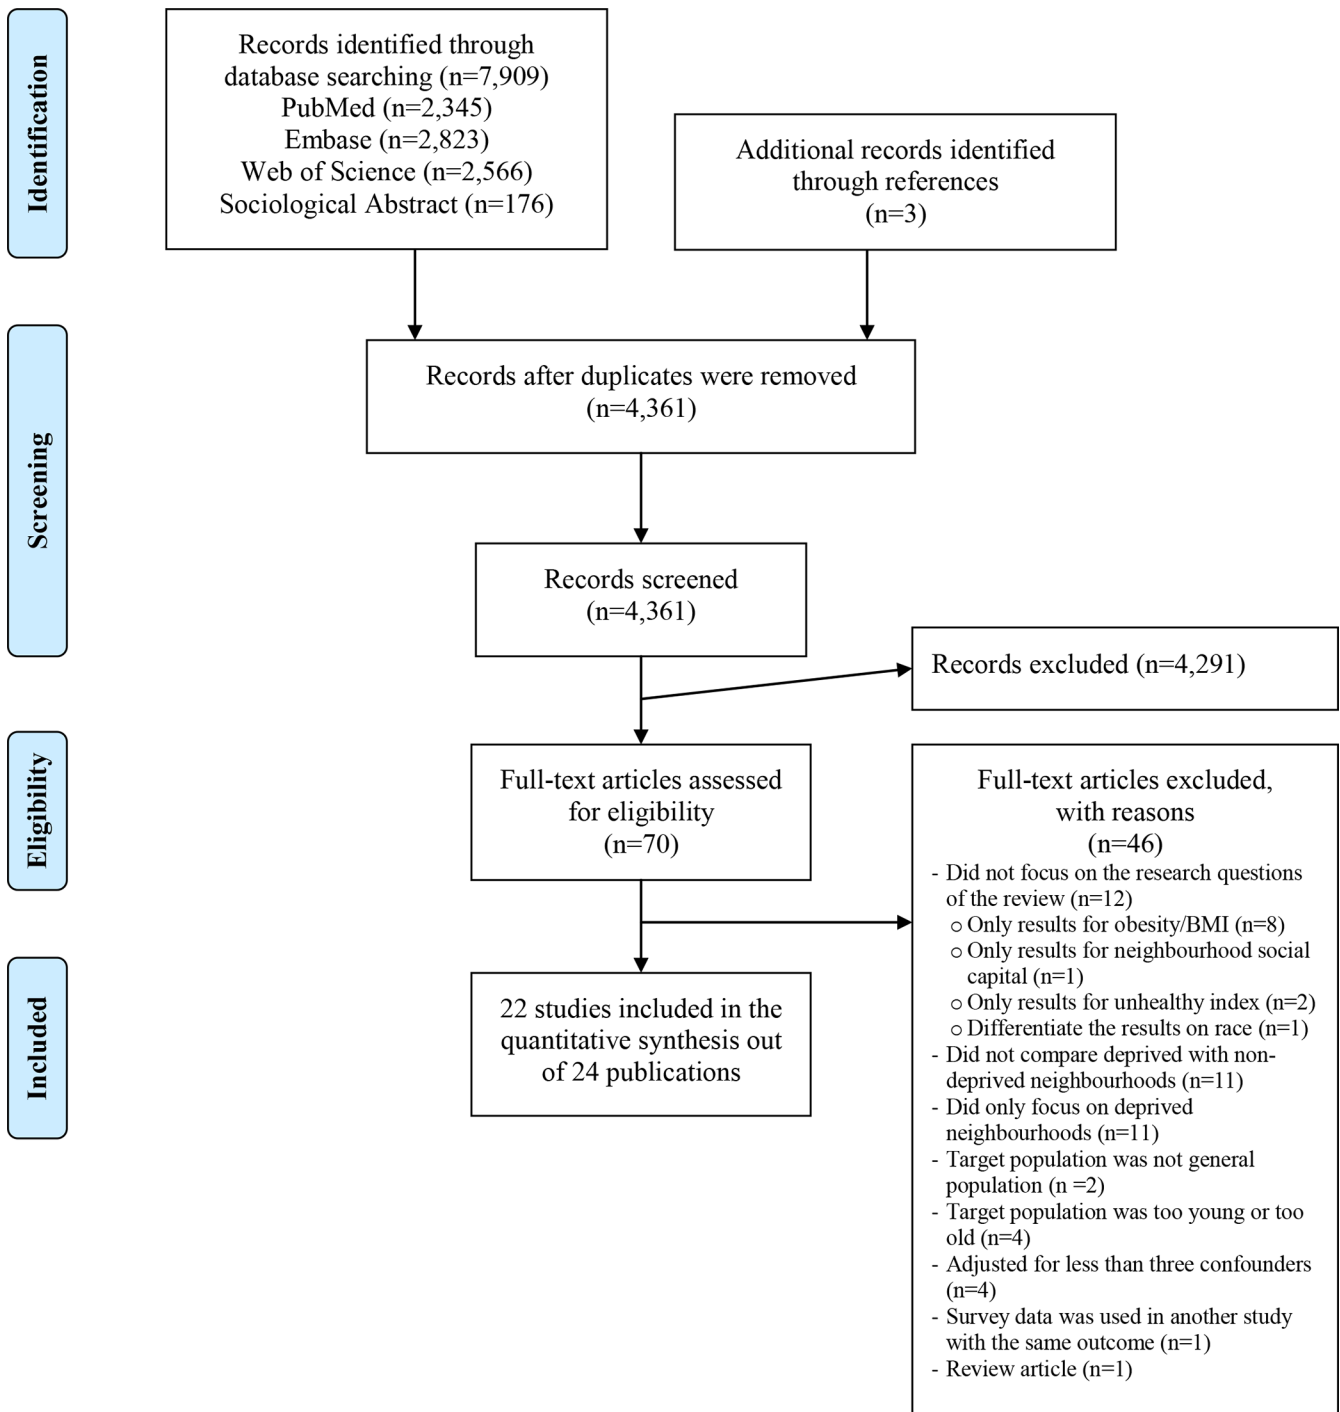 Identification
Records identified through
database searching (n=7,909)
PubMed (n=2,345)
Embase (n=2,823)
Web of Science (n=2,566)
Sociological Abstract (n=176)
Additional records identified
through references
(n=3)
Screening
Records after duplicates were removed
(n=4,361)
Records screened
(n=4,361)
Records excluded (n=4,291)
Eligibility
Full-text articles assessed
for eligibility
(n=70)
Full-text articles excluded,
with reasons
(n=46)
- Did not focus on the research questions
of the review (n=12)
o Only results for obesity/BMI (n=8)
o Only results for neighbourhood social
capital (n=1)
o Only results for unhealthy index (n=2)
o Differentiate the results on race (n=1)
- Did not compare deprived with non-
deprived neighbourhoods (n=11)
- Did only focus on deprived
neighbourhoods (n=11)
- Target population was not general
population (n =2)
- Target population was too young or too
old (n=4)
- Adjusted for less than three confounders
(n=4)
- Survey data was used in another study
with the same outcome (n=1)
- Review article (n=1)
Included
22 studies included in the
quantitative synthesis out
of 24 publications